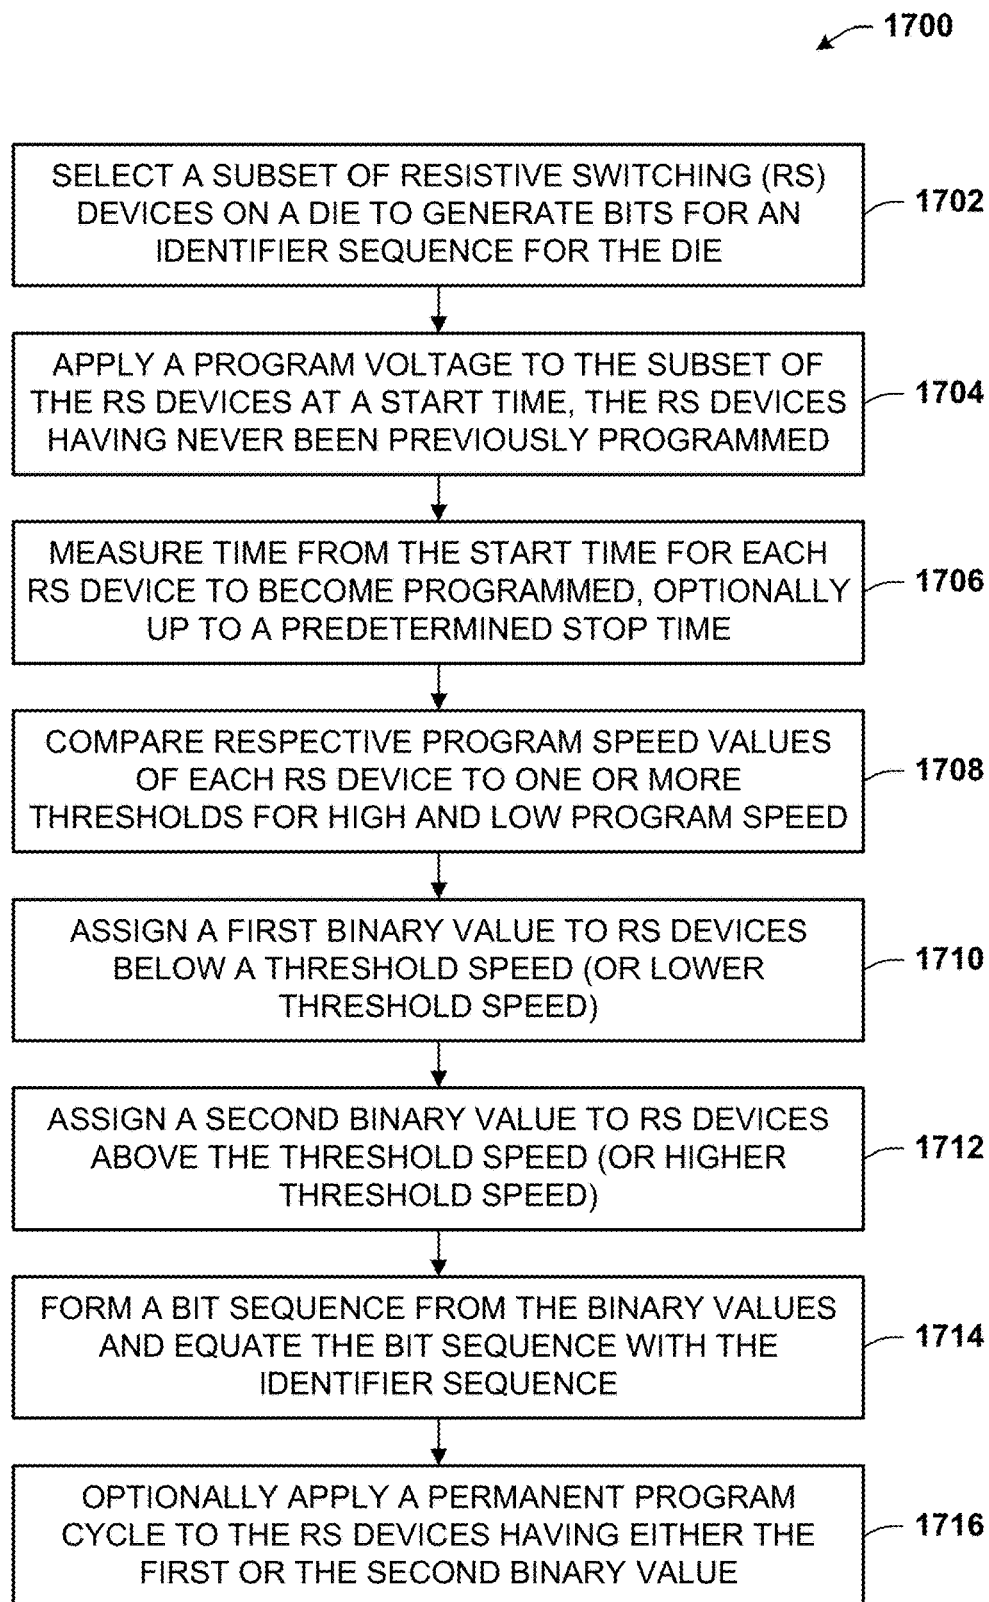 1700
SELECT A SUBSET OF RESISTIVE SWITCHING (RS)
DEVICES ON A DIE TO GENERATE BITS FOR AN
IDENTIFIER SEQUENCE FOR THE DIE
1702
APPLY A PROGRAM VOLTAGE TO THE SUBSET OF
THE RS DEVICES AT A START TIME, THE RS DEVICES
HAVING NEVER BEEN PREVIOUSLY PROGRAMMED
1704
MEASURE TIME FROM THE START TIME FOR EACH
RS DEVICE TO BECOME PROGRAMMED, OPTIONALLY
UP TO A PREDETERMINED STOP TIME
1706
COMPARE RESPECTIVE PROGRAM SPEED VALUES
OF EACH RS DEVICE TO ONE OR MORE
THRESHOLDS FOR HIGH AND LOW PROGRAM SPEED
1708
ASSIGN A FIRST BINARY VALUE TO RS DEVICES
BELOW A THRESHOLD SPEED (OR LOWER
THRESHOLD SPEED)
1710
ASSIGN A SECOND BINARY VALUE TO RS DEVICES
ABOVE THE THRESHOLD SPEED (OR HIGHER
THRESHOLD SPEED)
1712
FORM A BIT SEQUENCE FROM THE BINARY VALUES
AND EQUATE THE BIT SEQUENCE WITH THE
IDENTIFIER SEQUENCE
1714
OPTIONALLY APPLY A PERMANENT PROGRAM
CYCLE TO THE RS DEVICES HAVING EITHER THE
FIRST OR THE SECOND BINARY VALUE
1716